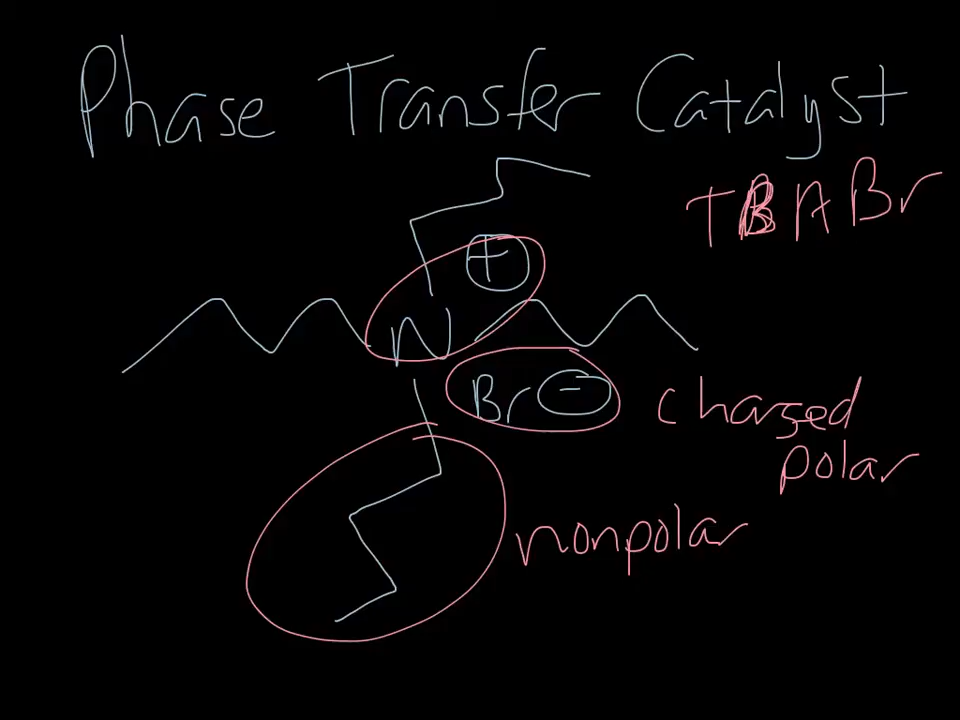 Phase Transfer Catalyst
TBABr
+
N
Br -
charged
polar
nonpolar